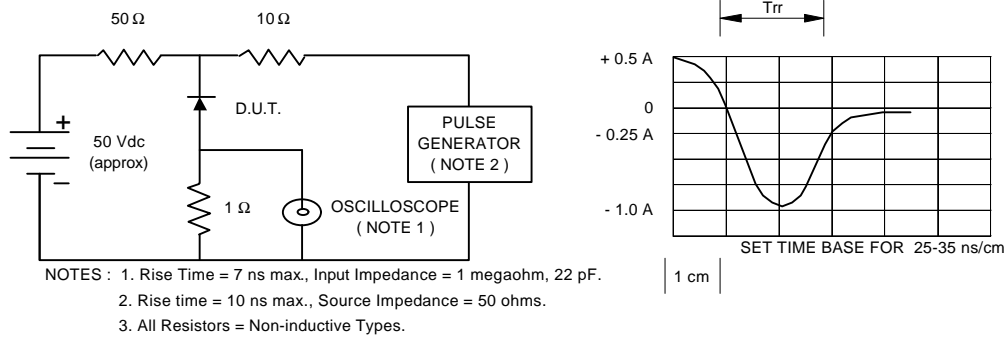 50 Ω
10 Ω
+
50 Vdc
(approx)
−
D.U.T.
1 Ω
OSCILLOSCOPE
( NOTE 1 )
PULSE
GENERATOR
( NOTE 2 )
Trr
+ 0.5 A
0
- 0.25 A
- 1.0 A
SET TIME BASE FOR 25-35 ns/cm
1 cm
NOTES : 1. Rise Time = 7 ns max., Input Impedance = 1 megaohm, 22 pF.
2. Rise time = 10 ns max., Source Impedance = 50 ohms.
3. All Resistors = Non-inductive Types.